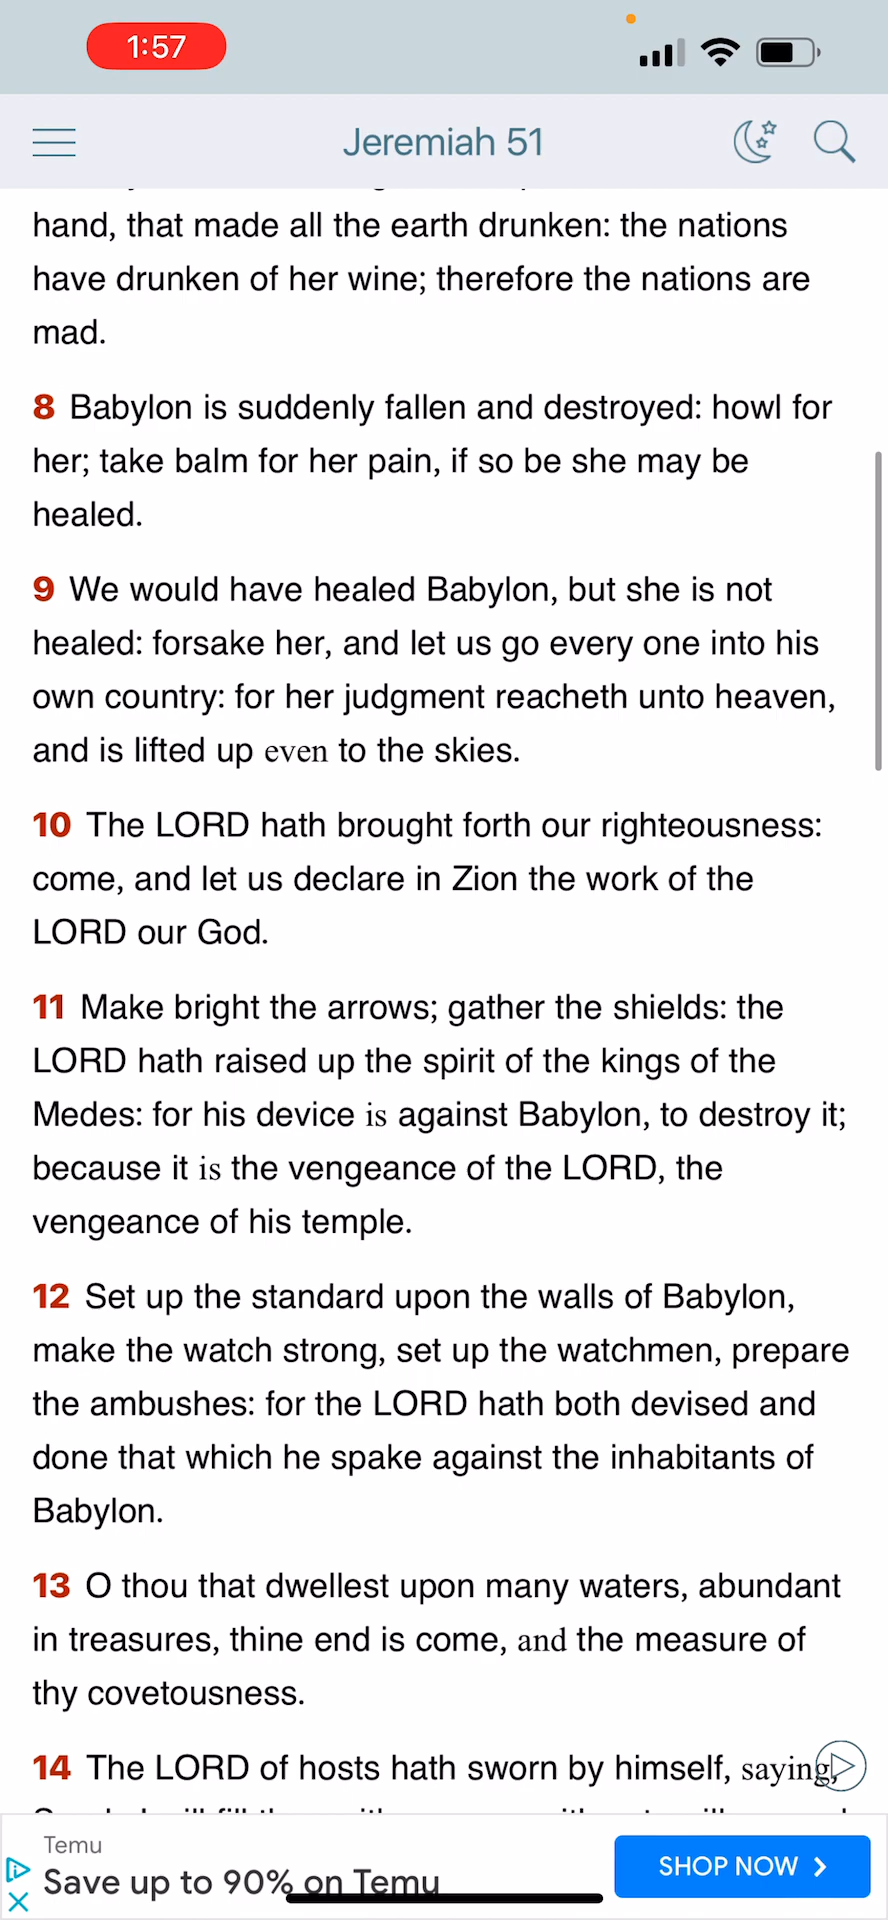 1:57
Jeremiah 51
hand, that made all the earth drunken: the nations
have drunken of her wine; therefore the nations are
mad.
8 Babylon is suddenly fallen and destroyed: howl for
her; take balm for her pain, if so be she may be
healed.
9 We would have healed Babylon, but she is not
healed: forsake her, and let us go every one into his
own country: for her judgment reacheth unto heaven,
and is lifted up even to the skies.
10 The LORD hath brought forth our righteousness:
come, and let us declare in Zion the work of the
LORD our God.
11 Make bright the arrows; gather the shields: the
LORD hath raised up the spirit of the kings of the
Medes: for his device is against Babylon, to destroy it;
because it is the vengeance of the LORD, the
vengeance of his temple.
12 Set up the standard upon the walls of Babylon,
make the watch strong, set up the watchmen, prepare
the ambushes: for the LORD hath both devised and
done that which he spake against the inhabitants of
Babylon.
13 O thou that dwellest upon many waters, abundant
in treasures, thine end is come, and the measure of
thy covetousness.
14 The LORD of hosts hath sworn by himself, saying,
Temu
Save up to 90% on Temu
SHOP NOW